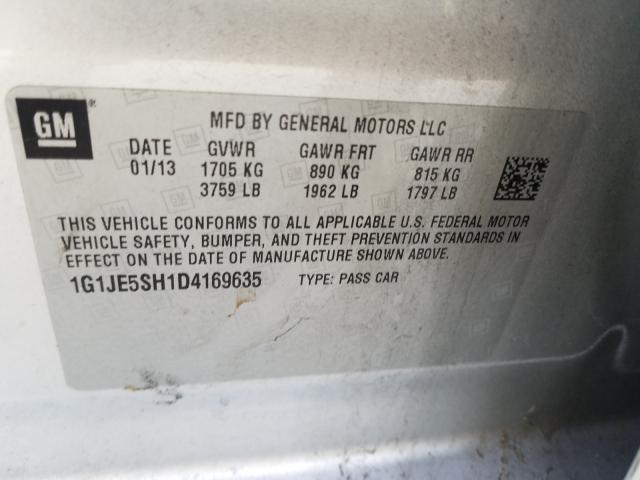 GM
MFD BY GENERAL MOTORS LLC
DATE GVWR GAWR FRT GAWR RR
01/13 1705 KG 890 KG 815 KG
3759 LB 1962 LB 1797 LB
THIS VEHICLE CONFORMS TO ALL APPLICABLE U.S. FEDERAL MOTOR
VEHICLE SAFETY, BUMPER, AND THEFT PREVENTION STANDARDS IN
EFFECT ON THE DATE OF MANUFACTURE SHOWN ABOVE.
1G1JE5SH1D4169635 TYPE: PASS CAR